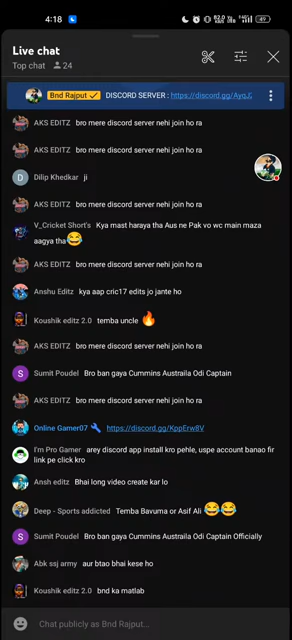 4:18
82.0
49
Live chat
Top chat 24
Bnd Rajput DISCORD SERVER : https://discord.gg/AyqJ
AKS EDITZ bro mere discord server nehi join ho ra
AKS EDITZ bro mere discord server nehi join ho ra
D Dilip Khedkar ji
AKS EDITZ bro mere discord server nehi join ho ra
V_Cricket Short's Kya mast haraya tha Aus ne Pak vo wc main maza
aagya tha😂
AKS EDITZ bro mere discord server nehi join ho ra
Anshu Editz kya aap cric17 edits jo jante ho
Koushik editz 2.0 temba uncle 🔥
AKS EDITZ bro mere discord server nehi join ho ra
S Sumit Poudel Bro ban gaya Cummins Austraila Odi Captain
AKS EDITZ bro mere discord server nehi join ho ra
Online Gamer07 https://discord.gg/KppErw8V
I'm Pro Gamer arey discord app install kro pehle, uspe account banao fir
link pe click kro
Ansh editz Bhai long video create kar lo
Deep - Sports addicted Temba Bavuma or Asif Ali 😂😂
S Sumit Poudel Bro ban gaya Cummins Austraila Odi Captain Officially
Abk ssj army aur btao bhai kese ho
Koushik editz 2.0 bnd ka matlab
Chat publicly as Bnd Rajput...